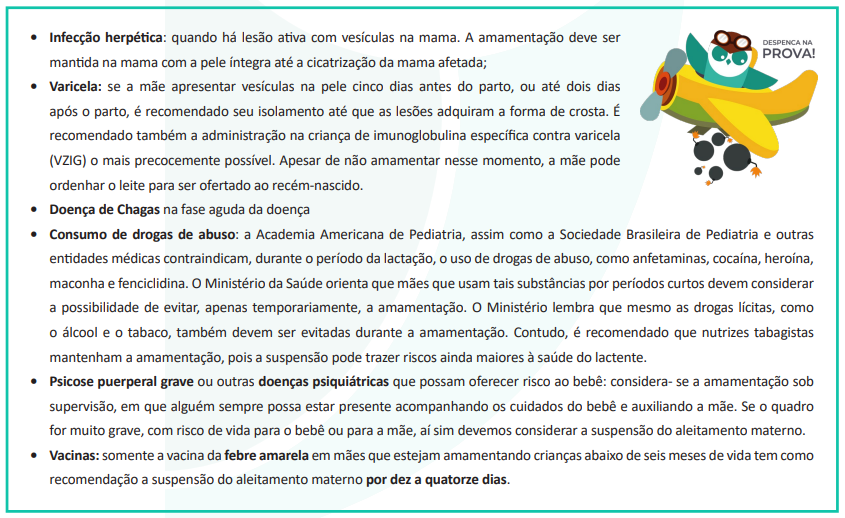 • Infecção herpética: quando há lesão ativa com vesículas na mama. A amamentação deve ser
mantida na mama com a pele íntegra até a cicatrização da mama afetada;
DESPENCA NA
PROVA!
• Varicela: se a mãe apresentar vesículas na pele cinco dias antes do parto, ou até dois dias
após o parto, é recomendado seu isolamento até que as lesões adquiram a forma de crosta. É
recomendado também a administração na criança de imunoglobulina específica contra varicela
(VZIG) o mais precocemente possível. Apesar de não amamentar nesse momento, a mãe pode
ordenhar o leite para ser ofertado ao recém-nascido.
• Doença de Chagas na fase aguda da doença
• Consumo de drogas de abuso: a Academia Americana de Pediatria, assim como a Sociedade Brasileira de Pediatria e outras
entidades médicas contraindicam, durante o período da lactação, o uso de drogas de abuso, como anfetaminas, cocaína, heroína,
maconha e fenciclidina. O Ministério da Saúde orienta que mães que usam tais substâncias por períodos curtos devem considerar
a possibilidade de evitar, apenas temporariamente, a amamentação. O Ministério lembra que mesmo as drogas lícitas, como
o álcool e o tabaco, também devem ser evitadas durante a amamentação. Contudo, é recomendado que nutrizes tabagistas
mantenham a amamentação, pois a suspensão pode trazer riscos ainda maiores à saúde do lactente.
• Psicose puerperal grave ou outras doenças psiquiátricas que possam oferecer risco ao bebê: considera- se a amamentação sob
supervisão, em que alguém sempre possa estar presente acompanhando os cuidados do bebê e auxiliando a mãe. Se o quadro
for muito grave, com risco de vida para o bebê ou para a mãe, aí sim devemos considerar a suspensão do aleitamento materno.
• Vacinas: somente a vacina da febre amarela em mães que estejam amamentando crianças abaixo de seis meses de vida tem como
recomendação a suspensão do aleitamento materno por dez a quatorze dias.